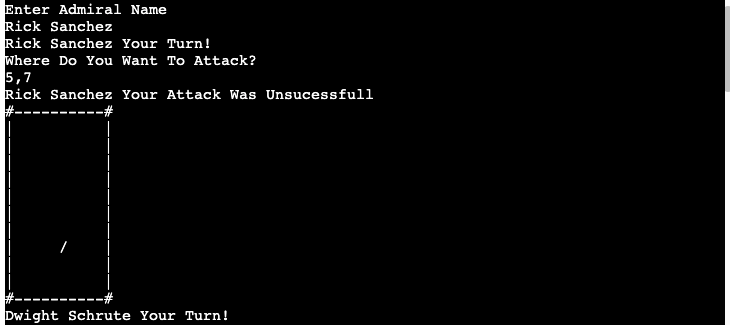 Enter Admiral Name
Rick Sanchez
Rick Sanchez Your Turn!
Where Do You Want To Attack?
5,7
Rick Sanchez Your Attack Was Unsucessfull
#----------#
|          |
|          |
|          |
|          |
|          |
|          |
|          |
|     /    |
|          |
|          |
#----------#
Dwight Schrute Your Turn!